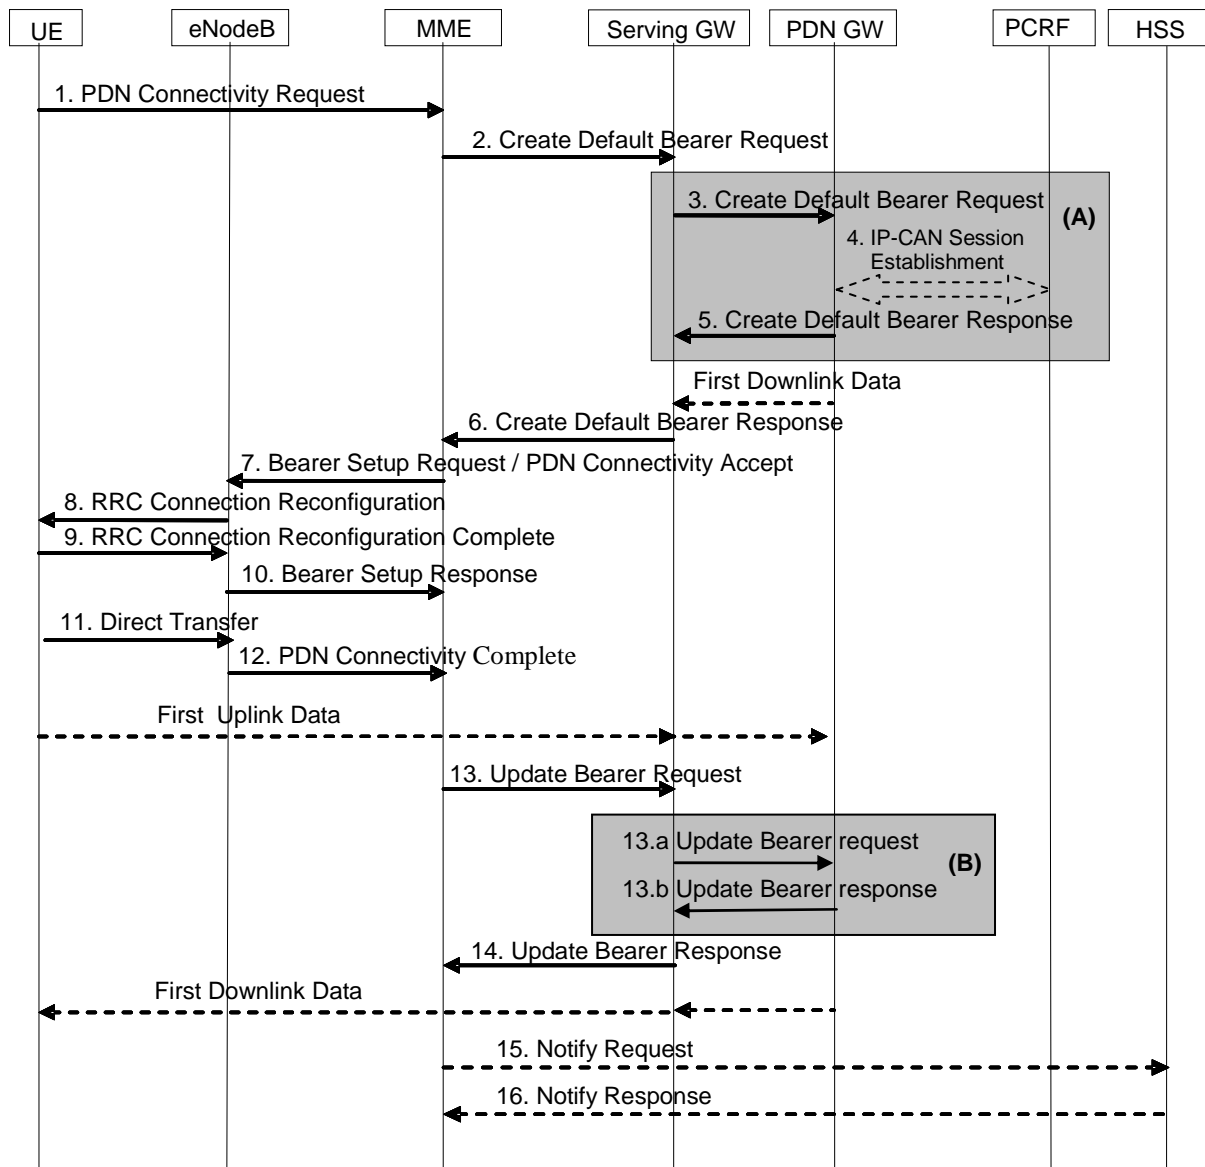 UE
eNodeB
MME
Serving GW
PDN GW
PCRF
HSS
1. PDN Connectivity Request
2. Create Default Bearer Request
3. Create Default Bearer Request
(A)
4. IP-CAN Session
Establishment
5. Create Default Bearer Response
First Downlink Data
6. Create Default Bearer Response
7. Bearer Setup Request / PDN Connectivity Accept
8. RRC Connection Reconfiguration
9. RRC Connection Reconfiguration Complete
10. Bearer Setup Response
11. Direct Transfer
12. PDN Connectivity Complete
First Uplink Data
13. Update Bearer Request
13.a Update Bearer request
(B)
13.b Update Bearer response
14. Update Bearer Response
First Downlink Data
15. Notify Request
16. Notify Response